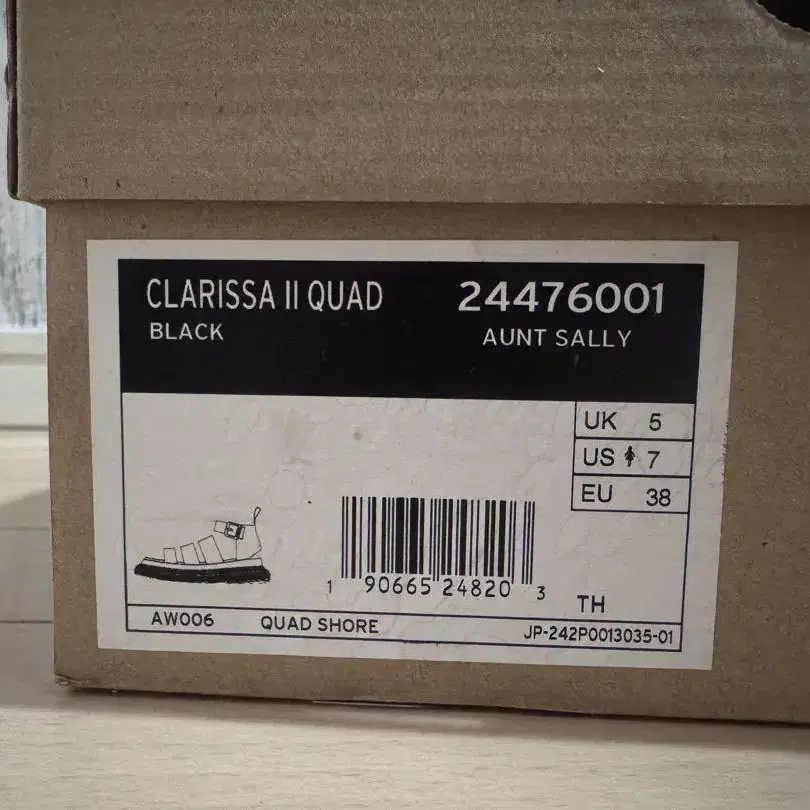 CLARISSA II QUAD 24476001
BLACK AUNT SALLY
UK 5
US 7
EU 38
1 90665 24820 3
TH
AW006 QUAD SHORE JP-242P0013035-01